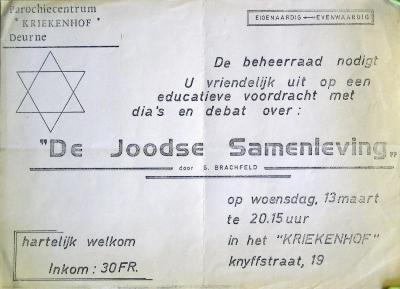 Parochiecentrum
"KRIEKENHOF"
Deurne
EIGENAARDIG ↔ EVENWAARDIG
De beheerraad nodigt
U vriendelijk uit op een
educatieve voordracht met
dia's en debat over:
"De Joodse Samenleving„
door S. BRACHFELD
op woensdag, 13 maart
te 20.15 uur
in het "KRIEKENHOF"
knyffstraat, 19
hartelijk welkom
Inkom: 30 FR.